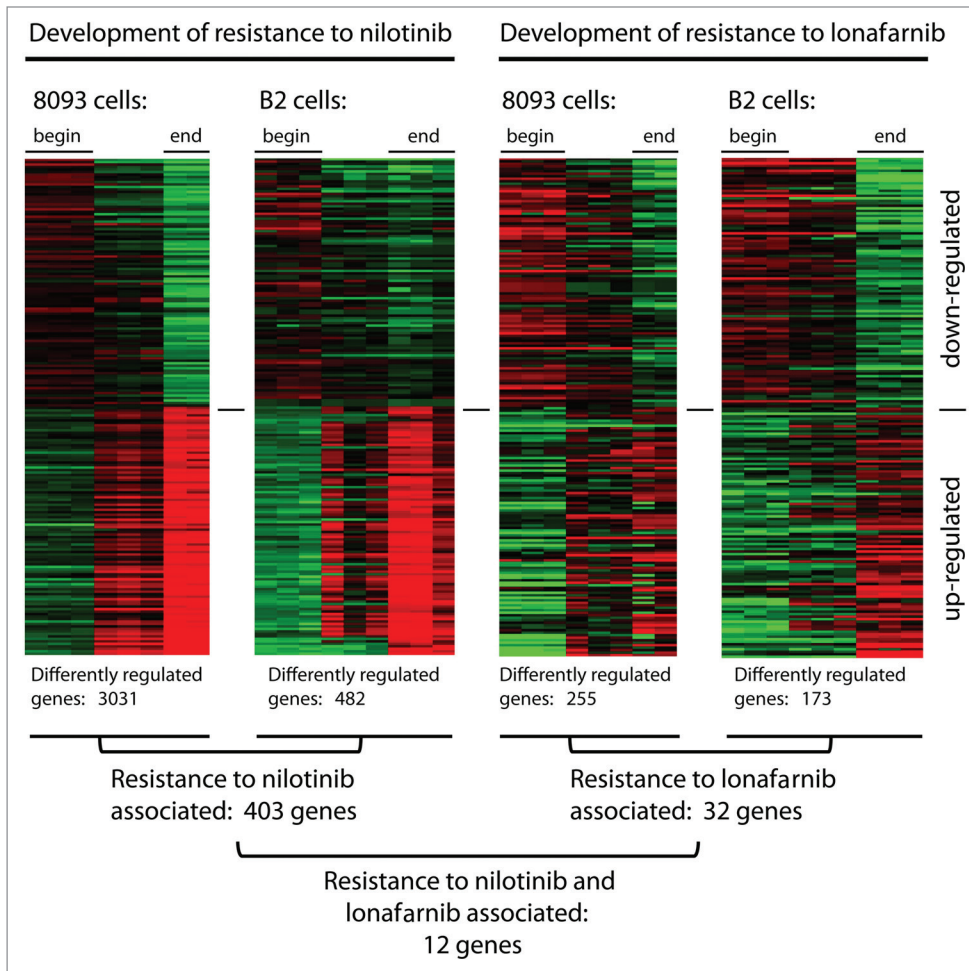 Development of resistance to nilotinib
Development of resistance to lonafarnib
8093 cells:
B2 cells:
8093 cells:
B2 cells:
begin
end
begin
end
begin
end
begin
end
down-regulated
up-regulated
Differently regulated
genes: 3031
Differently regulated
genes: 482
Differently regulated
genes: 255
Differently regulated
genes: 173
Resistance to nilotinib
associated: 403 genes
Resistance to lonafarnib
associated: 32 genes
Resistance to nilotinib and
lonafarnib associated:
12 genes